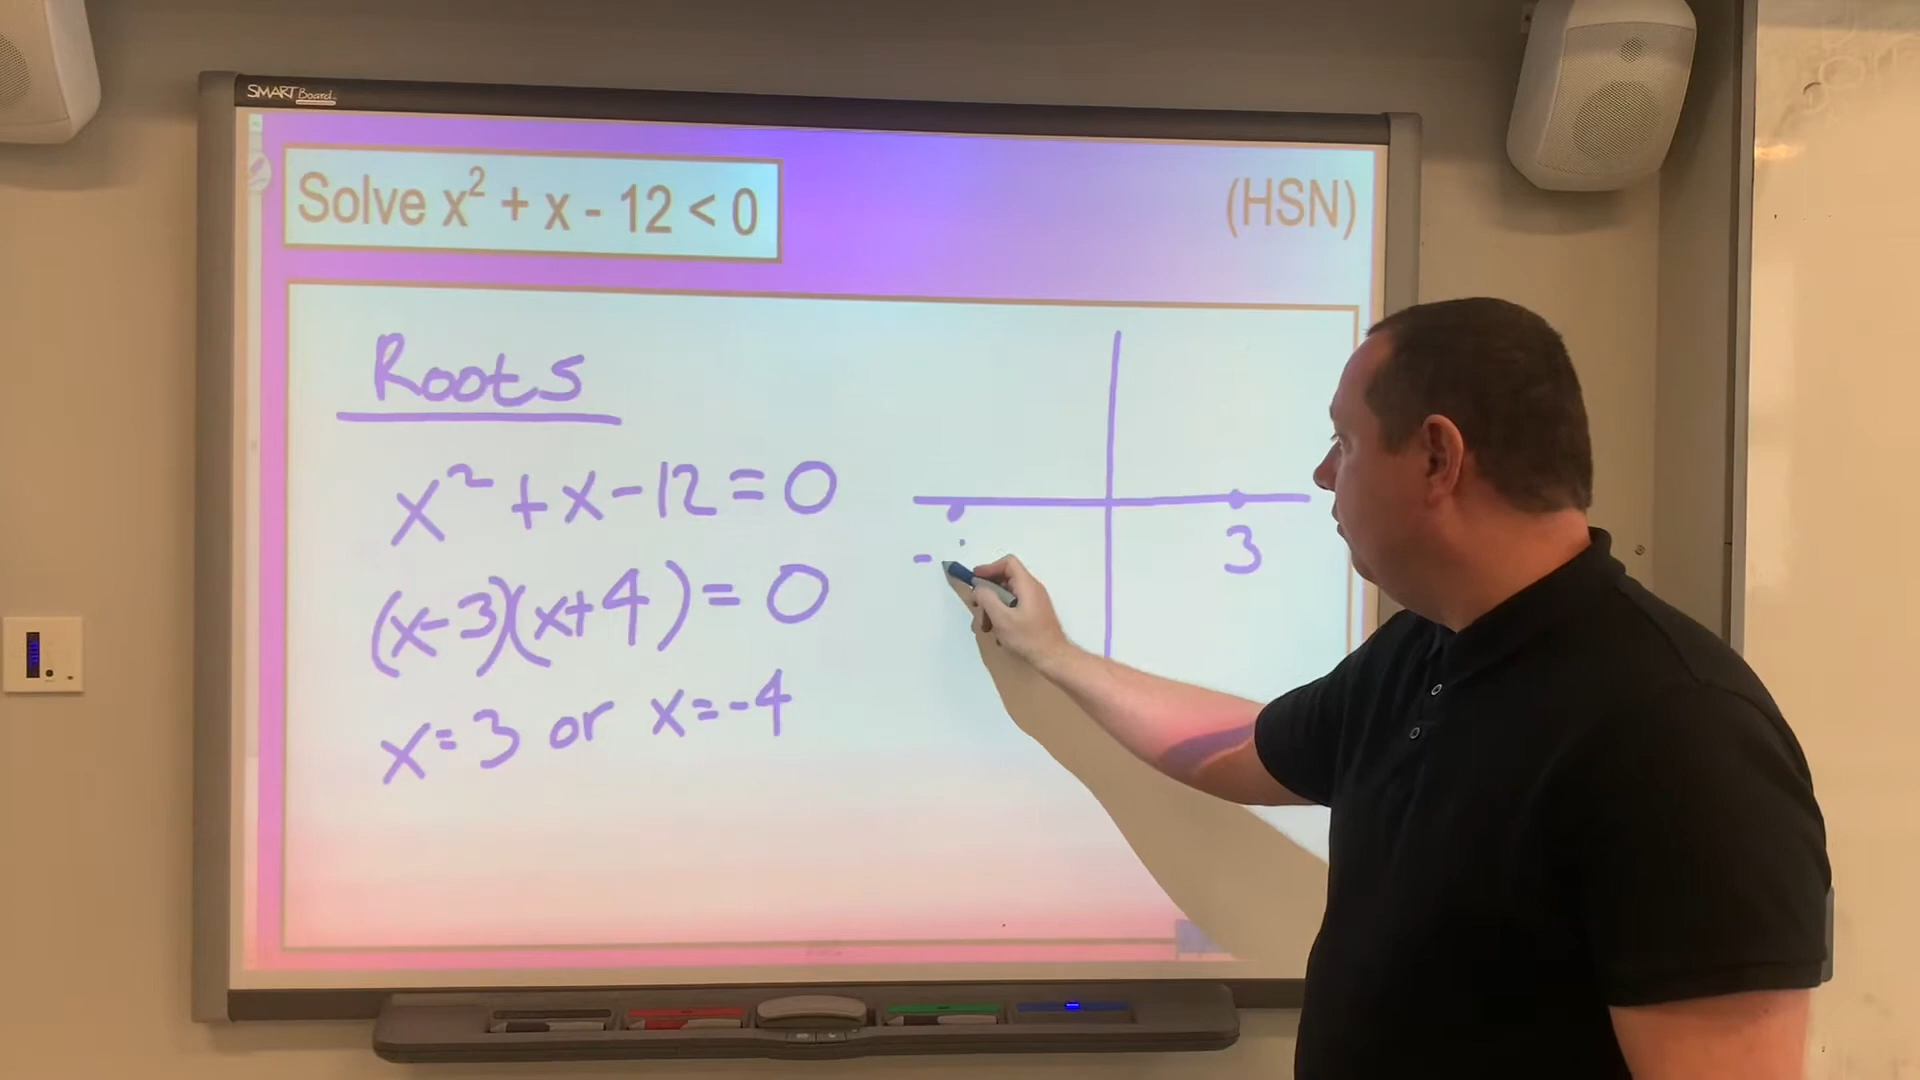 SMART Board
Solve x² + x - 12 < 0
(HSN)
Roots
x² + x - 12 = 0
(x-3)(x+4) = 0
x = 3 or x = -4
3
-